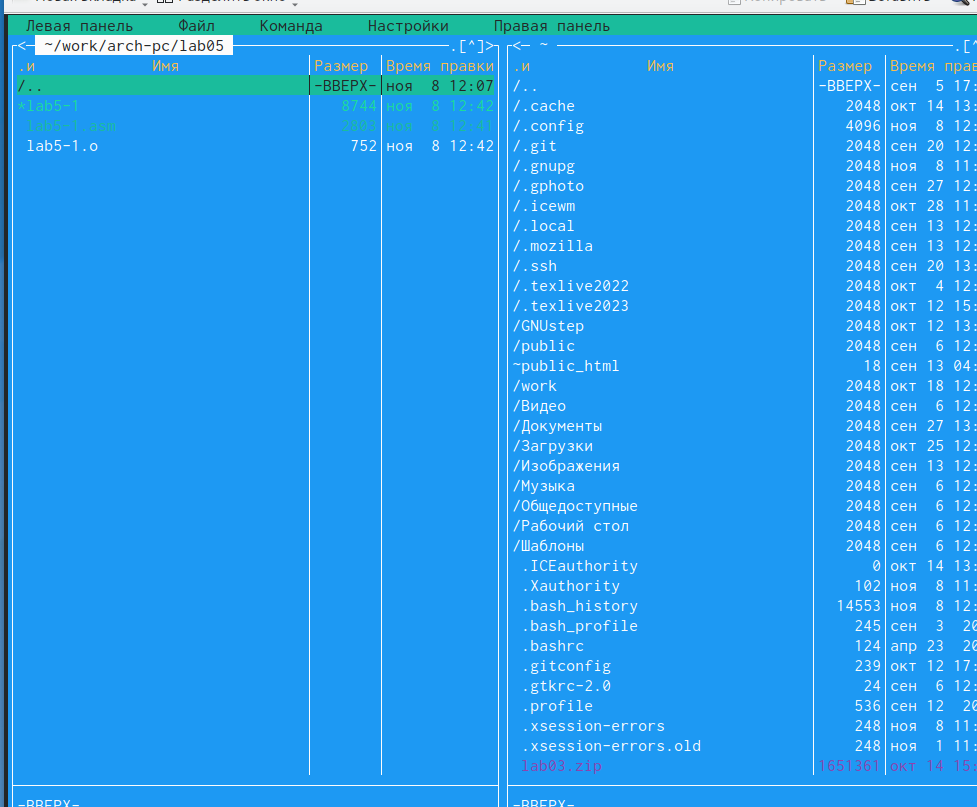 Левая панель Файл Команда Настройки Правая панель
<─ ~/work/arch-pc/lab05 .[^]>
.и Имя Размер Время правки
/.. -ВВЕРХ- ноя 8 12:07
*lab5-1 8744 ноя 8 12:42
lab5-1.asm 2803 ноя 8 12:41
lab5-1.o 752 ноя 8 12:42
-ВВЕРХ-
<─ ~ .[^
.и Имя Размер Время прав
/.. -ВВЕРХ- сен 5 17:
/.cache 2048 окт 14 13:
/.config 4096 ноя 8 12:
/.git 2048 сен 20 12:
/.gnupg 2048 ноя 8 11:
/.gphoto 2048 сен 27 12:
/.icewm 2048 окт 28 11:
/.local 2048 сен 13 12:
/.mozilla 2048 сен 13 12:
/.ssh 2048 сен 20 13:
/.texlive2022 2048 окт 4 12:
/.texlive2023 2048 окт 12 15:
/GNUstep 2048 окт 12 13:
/public 2048 сен 6 12:
~public_html 18 сен 13 04:
/work 2048 окт 18 12:
/Видео 2048 сен 6 12:
/Документы 2048 сен 27 13:
/Загрузки 2048 окт 25 12:
/Изображения 2048 сен 13 12:
/Музыка 2048 сен 6 12:
/Общедоступные 2048 сен 6 12:
/Рабочий стол 2048 сен 6 12:
/Шаблоны 2048 сен 6 12:
.ICEauthority 0 окт 14 13:
.Xauthority 102 ноя 8 11:
.bash_history 14553 ноя 8 12:
.bash_profile 245 сен 3 20
.bashrc 124 апр 23 20
.gitconfig 239 окт 12 17:
.gtkrc-2.0 24 сен 6 12:
.profile 536 сен 12 20
.xsession-errors 248 ноя 8 11:
.xsession-errors.old 248 ноя 1 11:
lab03.zip 1651361 окт 14 15:
-ВВЕРХ-